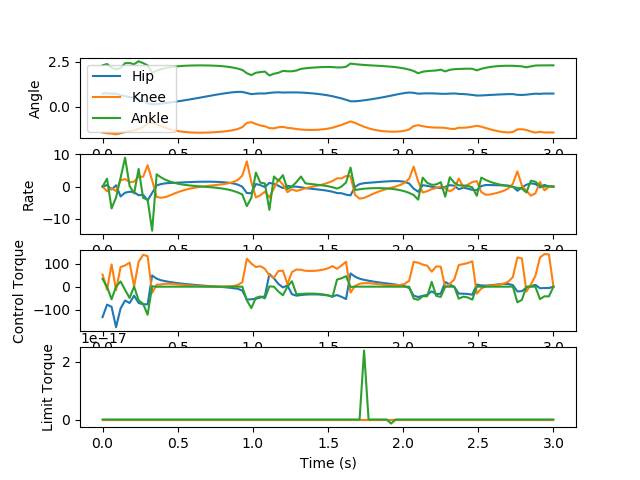 2.5
0.0
Angle
Hip
Knee
Ankle
0.0 0.5 1.0 1.5 2.0 2.5 3.0
10
0
−10
Rate
100
0
−100
Control Torque
0.0 0.5 1.0 1.5 2.0 2.5 3.0
1e−17
2
0
Limit Torque
0.0 0.5 1.0 1.5 2.0 2.5 3.0
Time (s)